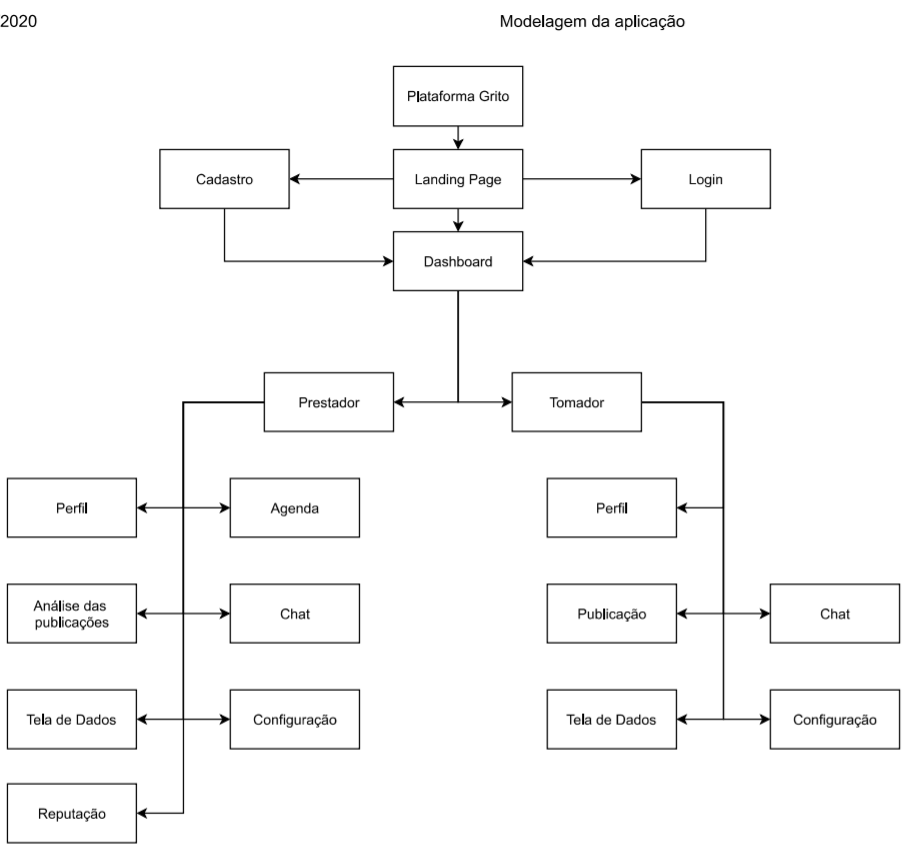 2020
Modelagem da aplicação
Plataforma Grito
Cadastro
Landing Page
Login
Dashboard
Prestador
Tomador
Perfil
Agenda
Perfil
Análise das
publicações
Chat
Publicação
Chat
Tela de Dados
Configuração
Tela de Dados
Configuração
Reputação